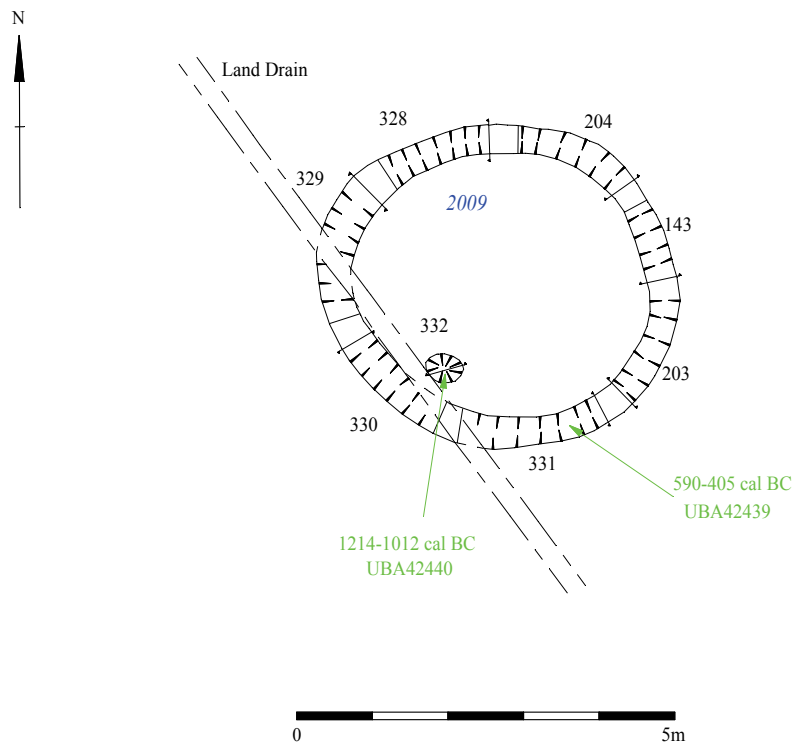 N
Land Drain
328
204
329
2009
143
332
203
330
331
590-405 cal BC
UBA42439
1214-1012 cal BC
UBA42440
0
5m